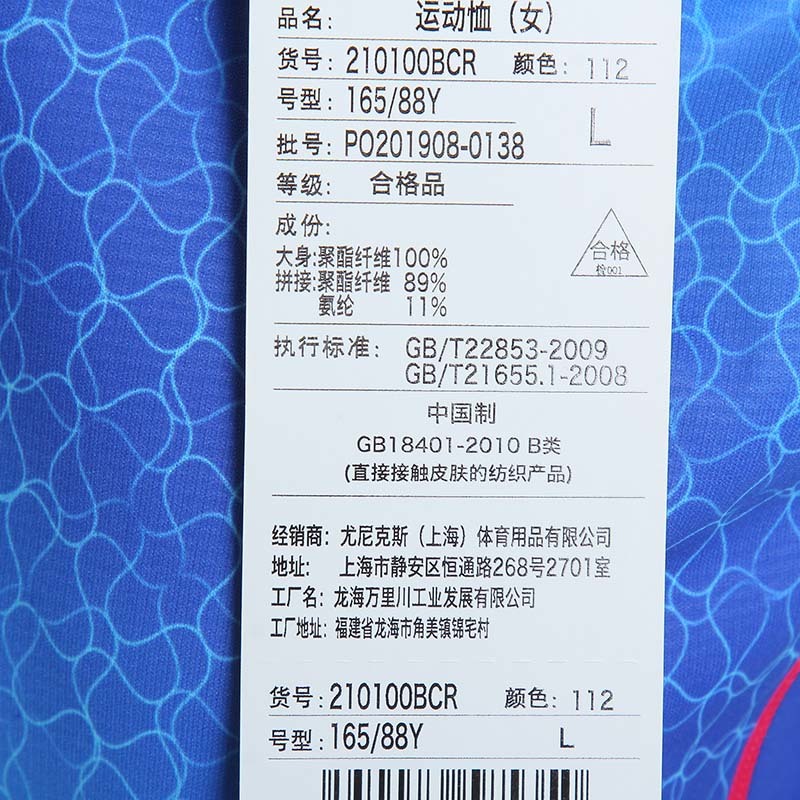 品名: 运动恤（女）
货号: 210100BCR 颜色: 112
号型: 165/88Y L
批号: PO201908-0138
等级: 合格品
成份:
大身:聚酯纤维100%
拼接:聚酯纤维 89%
氨纶 11%
合格
检001
执行标准: GB/T22853-2009
GB/T21655.1-2008
中国制
GB18401-2010 B类
(直接接触皮肤的纺织产品)
经销商: 尤尼克斯（上海）体育用品有限公司
地址: 上海市静安区恒通路268号2701室
工厂名: 龙海万里川工业发展有限公司
工厂地址: 福建省龙海市角美镇锦宅村
货号: 210100BCR 颜色: 112
号型: 165/88Y L